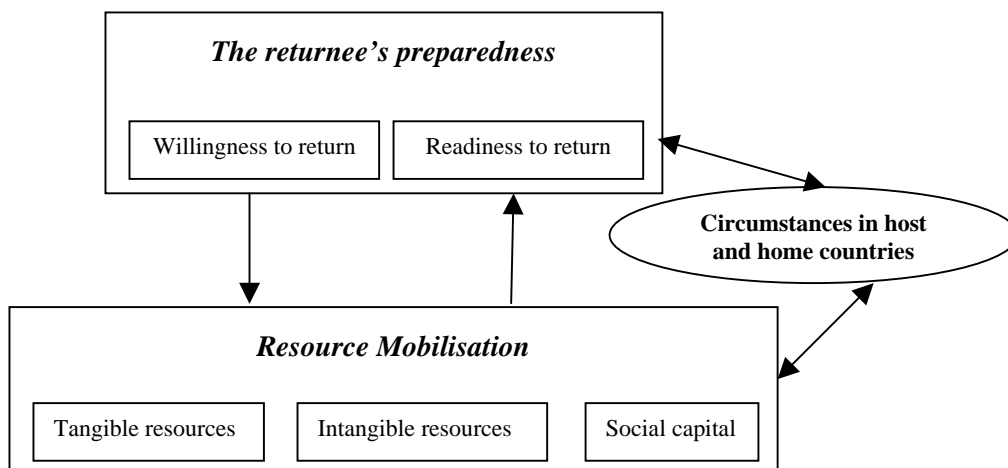 The returnee’s preparedness
Willingness to return
Readiness to return
Circumstances in host
and home countries
Resource Mobilisation
Tangible resources
Intangible resources
Social capital